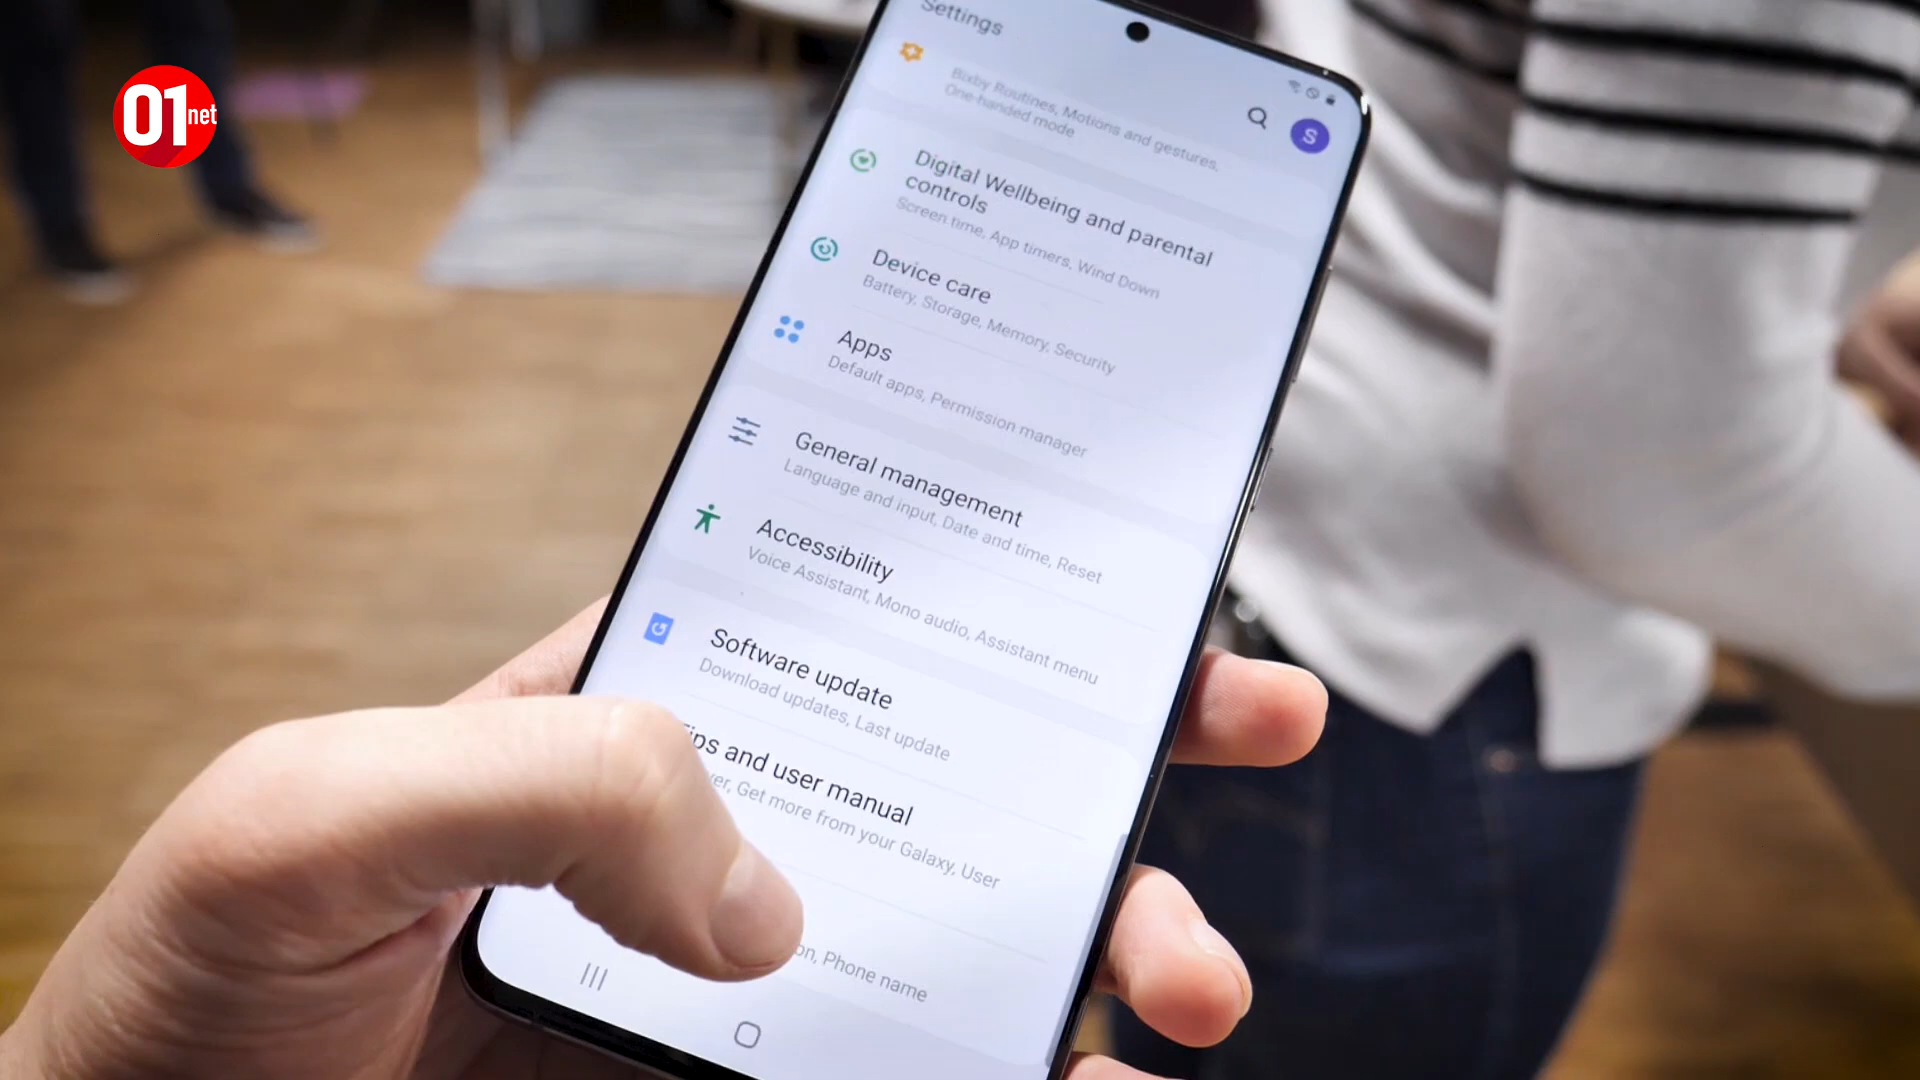 01net
Settings
Bixby Routines, Motions and gestures,
One-handed mode
S
Digital Wellbeing and parental
controls
Screen time, App timers, Wind Down
Device care
Battery, Storage, Memory, Security
Apps
Default apps, Permission manager
General management
Language and input, Date and time, Reset
Accessibility
Voice Assistant, Mono audio, Assistant menu
Software update
Download updates, Last update
ips and user manual
ver, Get more from your Galaxy, User
on, Phone name